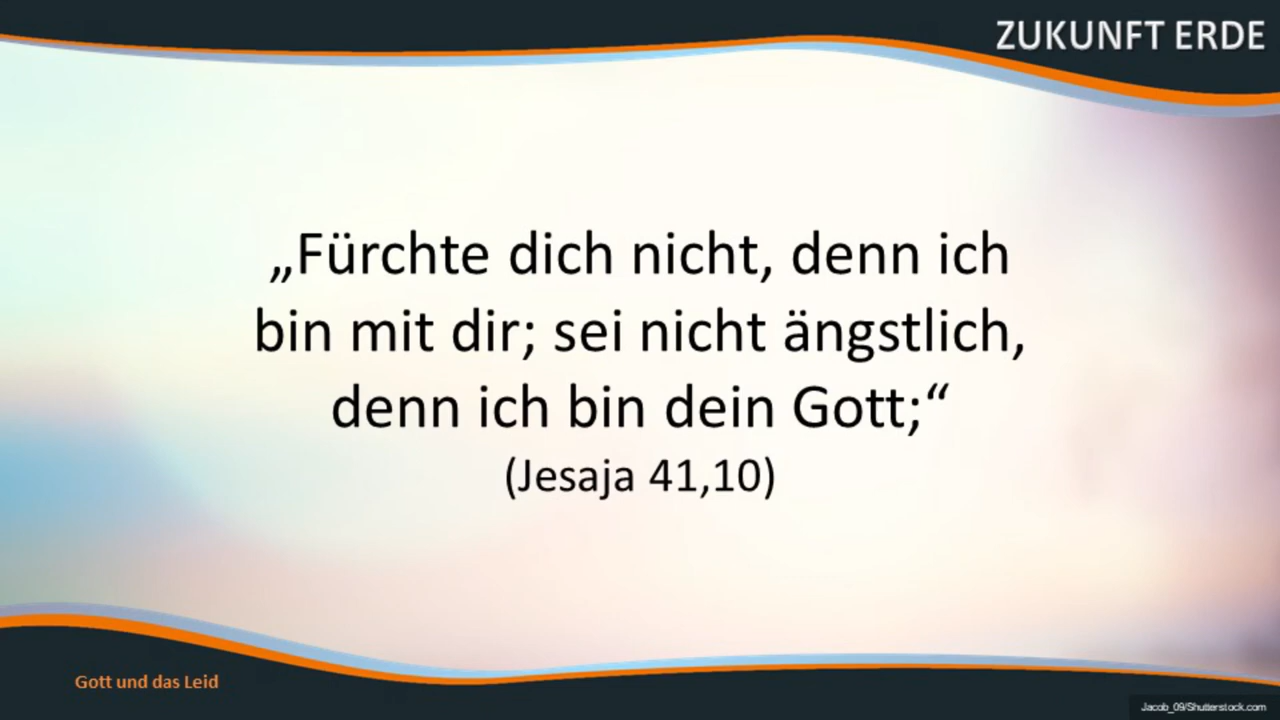 ZUKUNFT ERDE
„Fürchte dich nicht, denn ich
bin mit dir; sei nicht ängstlich,
denn ich bin dein Gott;“
(Jesaja 41,10)
Gott und das Leid
Jacob_09/Shutterstock.com